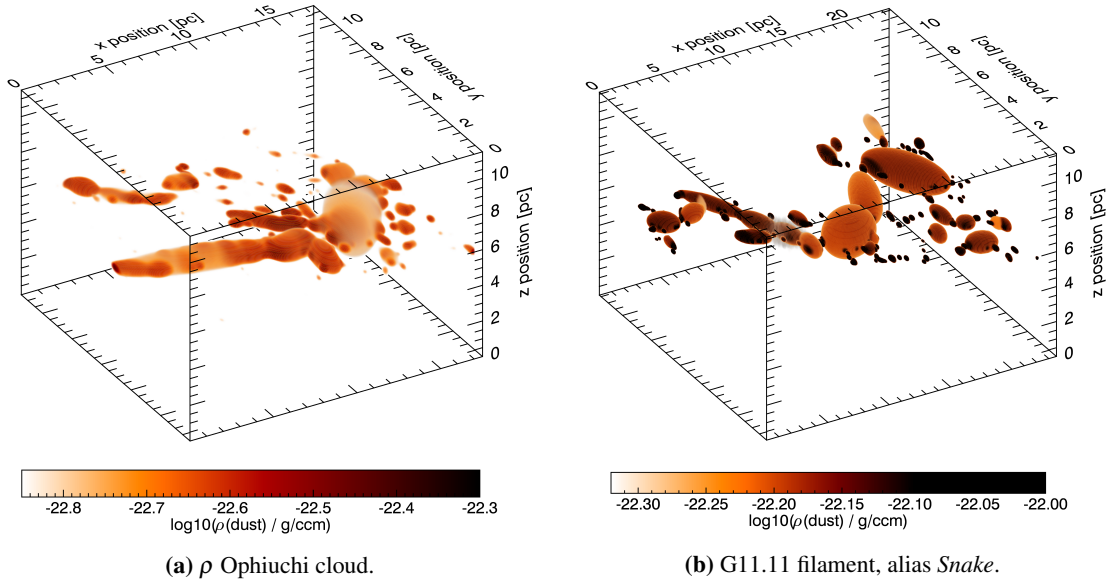 x position [pc]
0 5 10 15
y position [pc]
10 8 6 4 2 0
z position [pc]
10 8 6 4 2 0
-22.8 -22.7 -22.6 -22.5 -22.4 -22.3
log10(ρ(dust) / g/ccm)
(a) ρ Ophiuchi cloud.
x position [pc]
0 5 10 15 20
y position [pc]
10 8 6 4 2 0
z position [pc]
10 8 6 4 2 0
-22.30 -22.25 -22.20 -22.15 -22.10 -22.05 -22.00
log10(ρ(dust) / g/ccm)
(b) G11.11 filament, alias Snake.